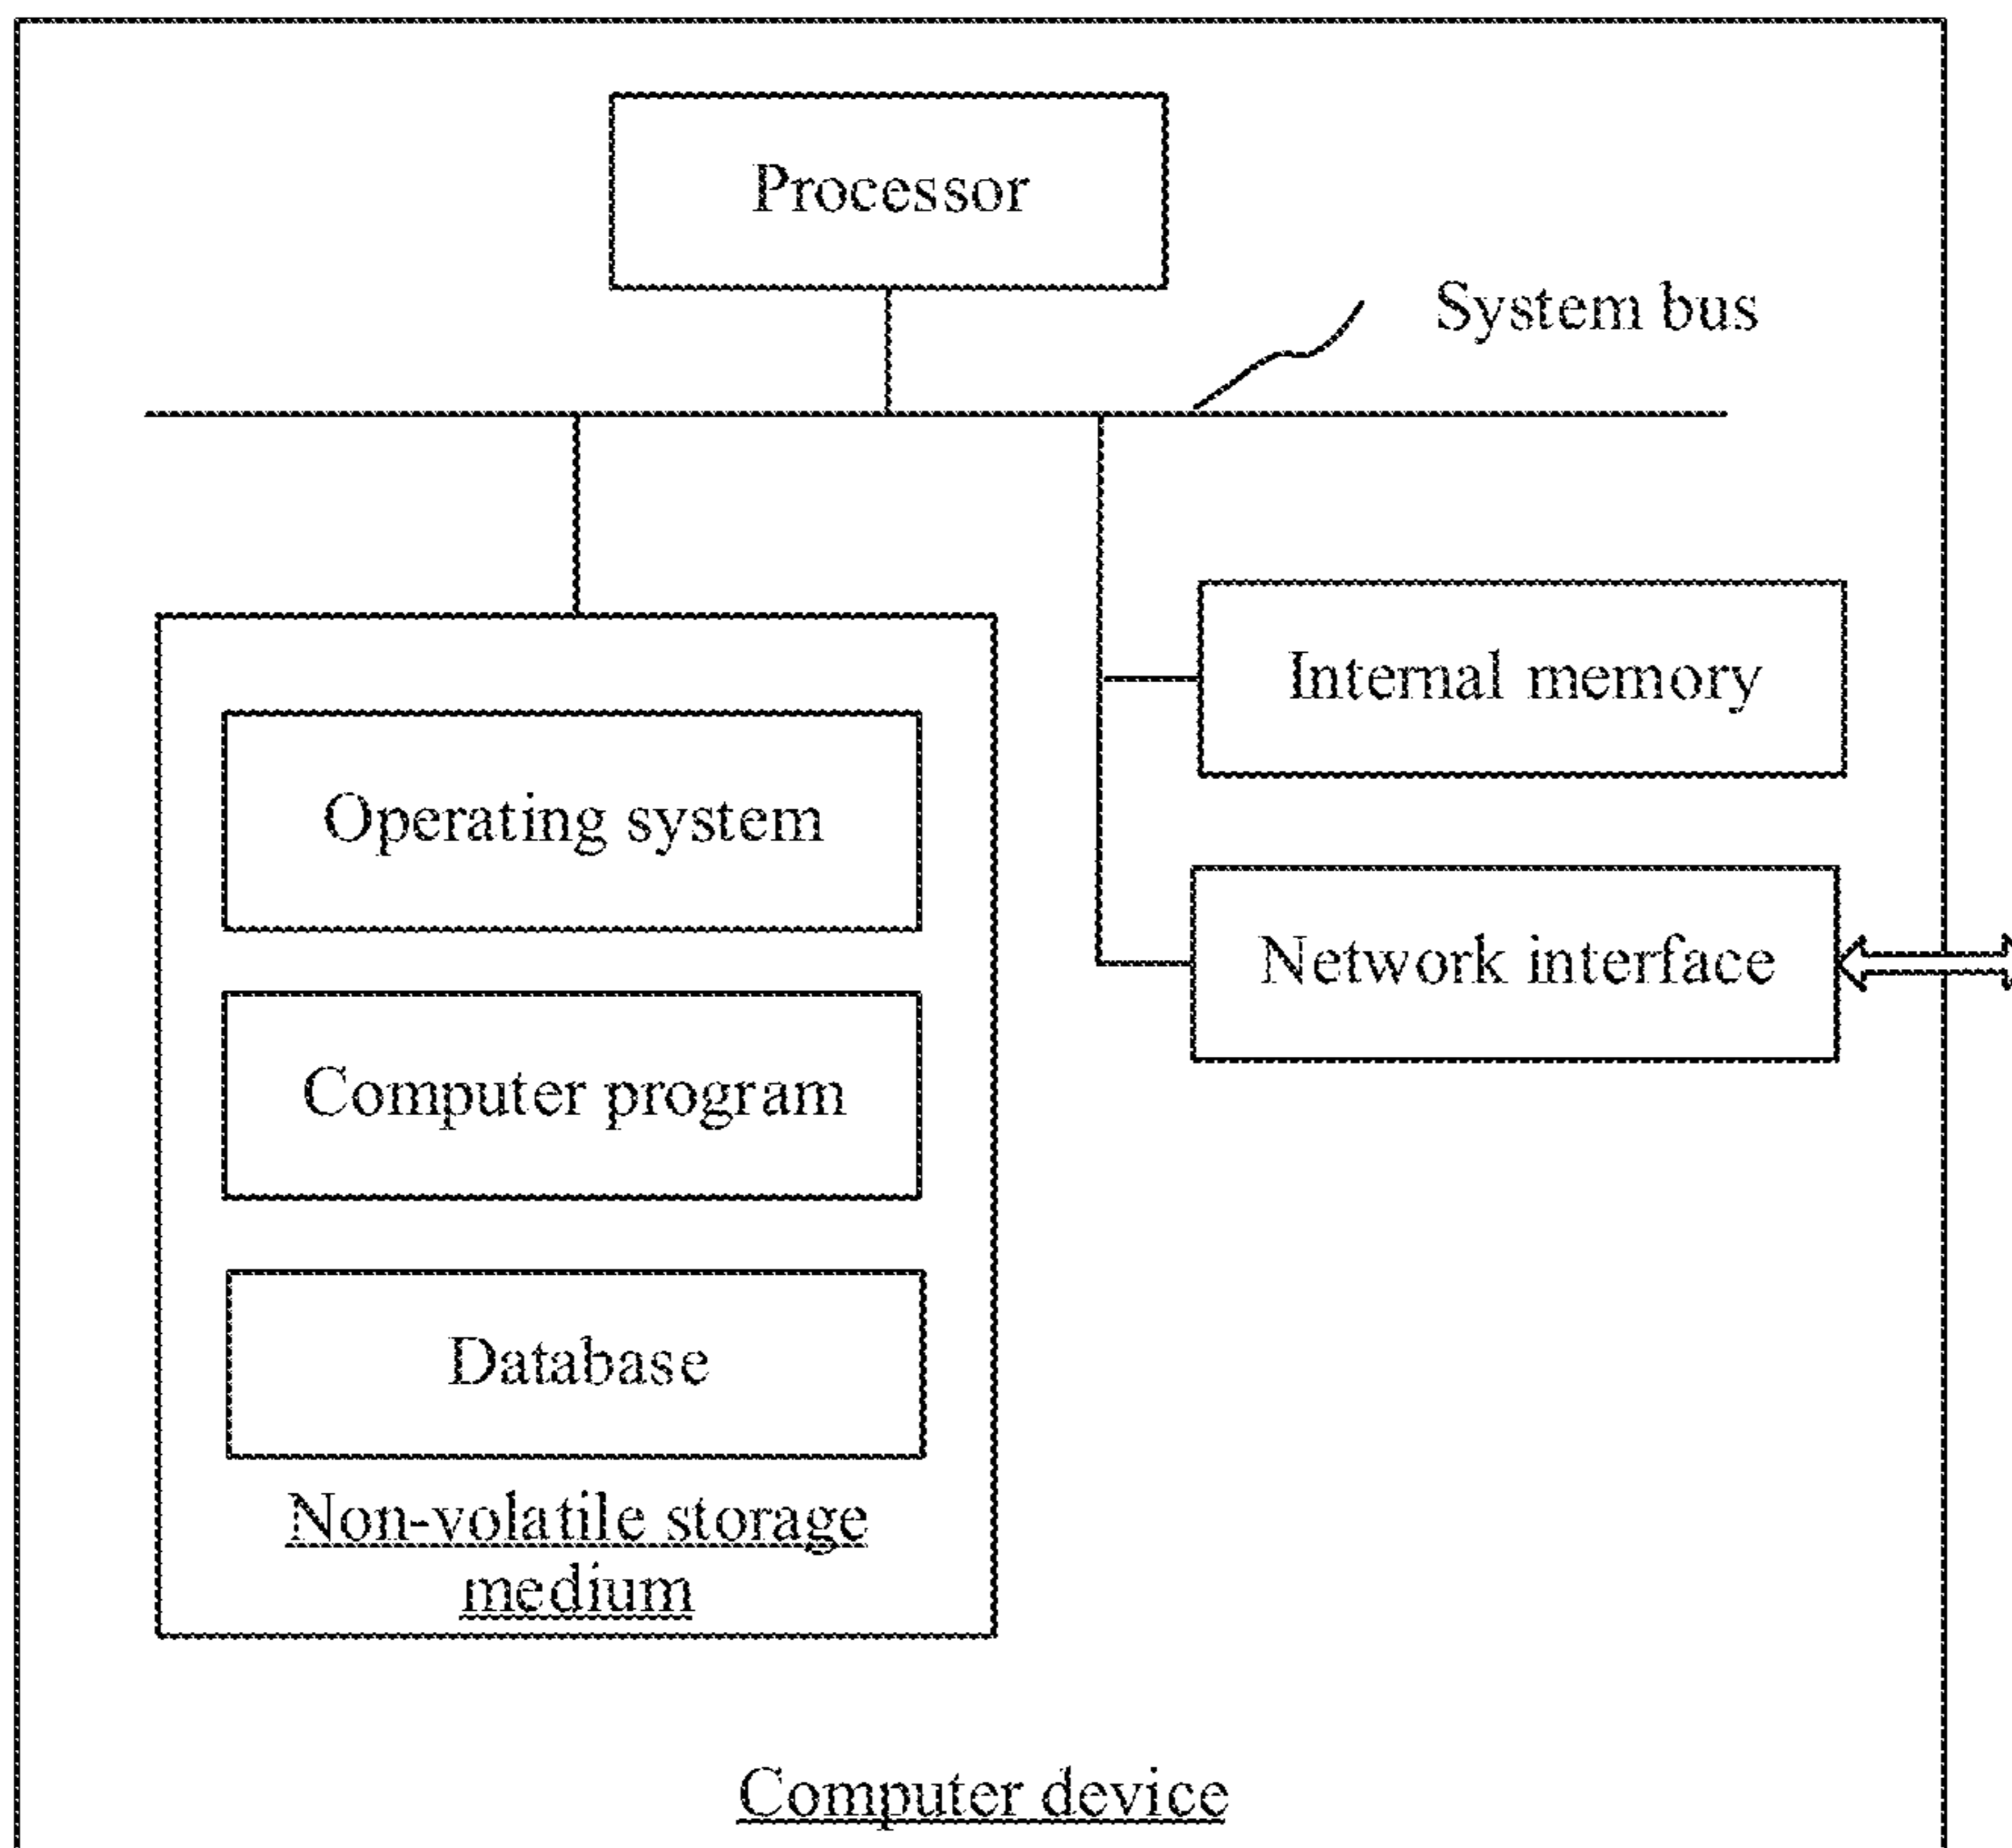 Processor
System bus
Internal memory
Operating system
Network interface
Computer program
Database
Non-volatile storage
medium
Computer device